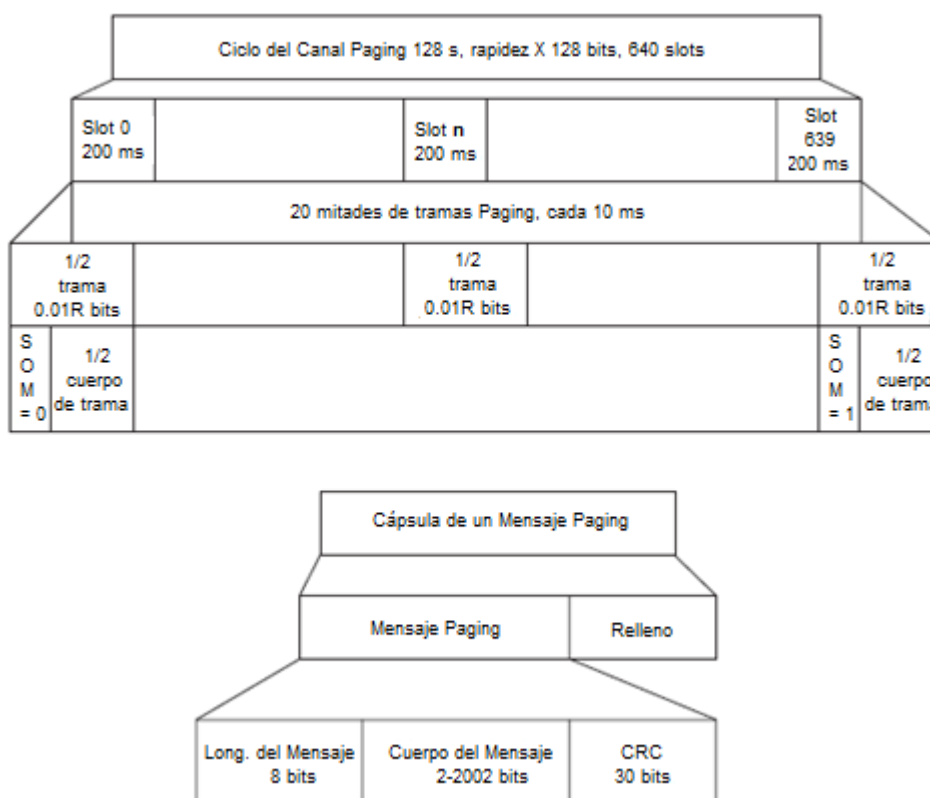 Ciclo del Canal Paging 128 s, rapidez X 128 bits, 640 slots
Slot 0
200 ms
Slot n
200 ms
Slot
639
200 ms
20 mitades de tramas Paging, cada 10 ms
1/2
trama
0.01R bits
1/2
trama
0.01R bits
1/2
trama
0.01R bits
S
O
M
= 0
1/2
cuerpo
de trama
S
O
M
= 1
1/2
cuerpo
de trama
Cápsula de un Mensaje Paging
Mensaje Paging
Relleno
Long. del Mensaje
8 bits
Cuerpo del Mensaje
2-2002 bits
CRC
30 bits